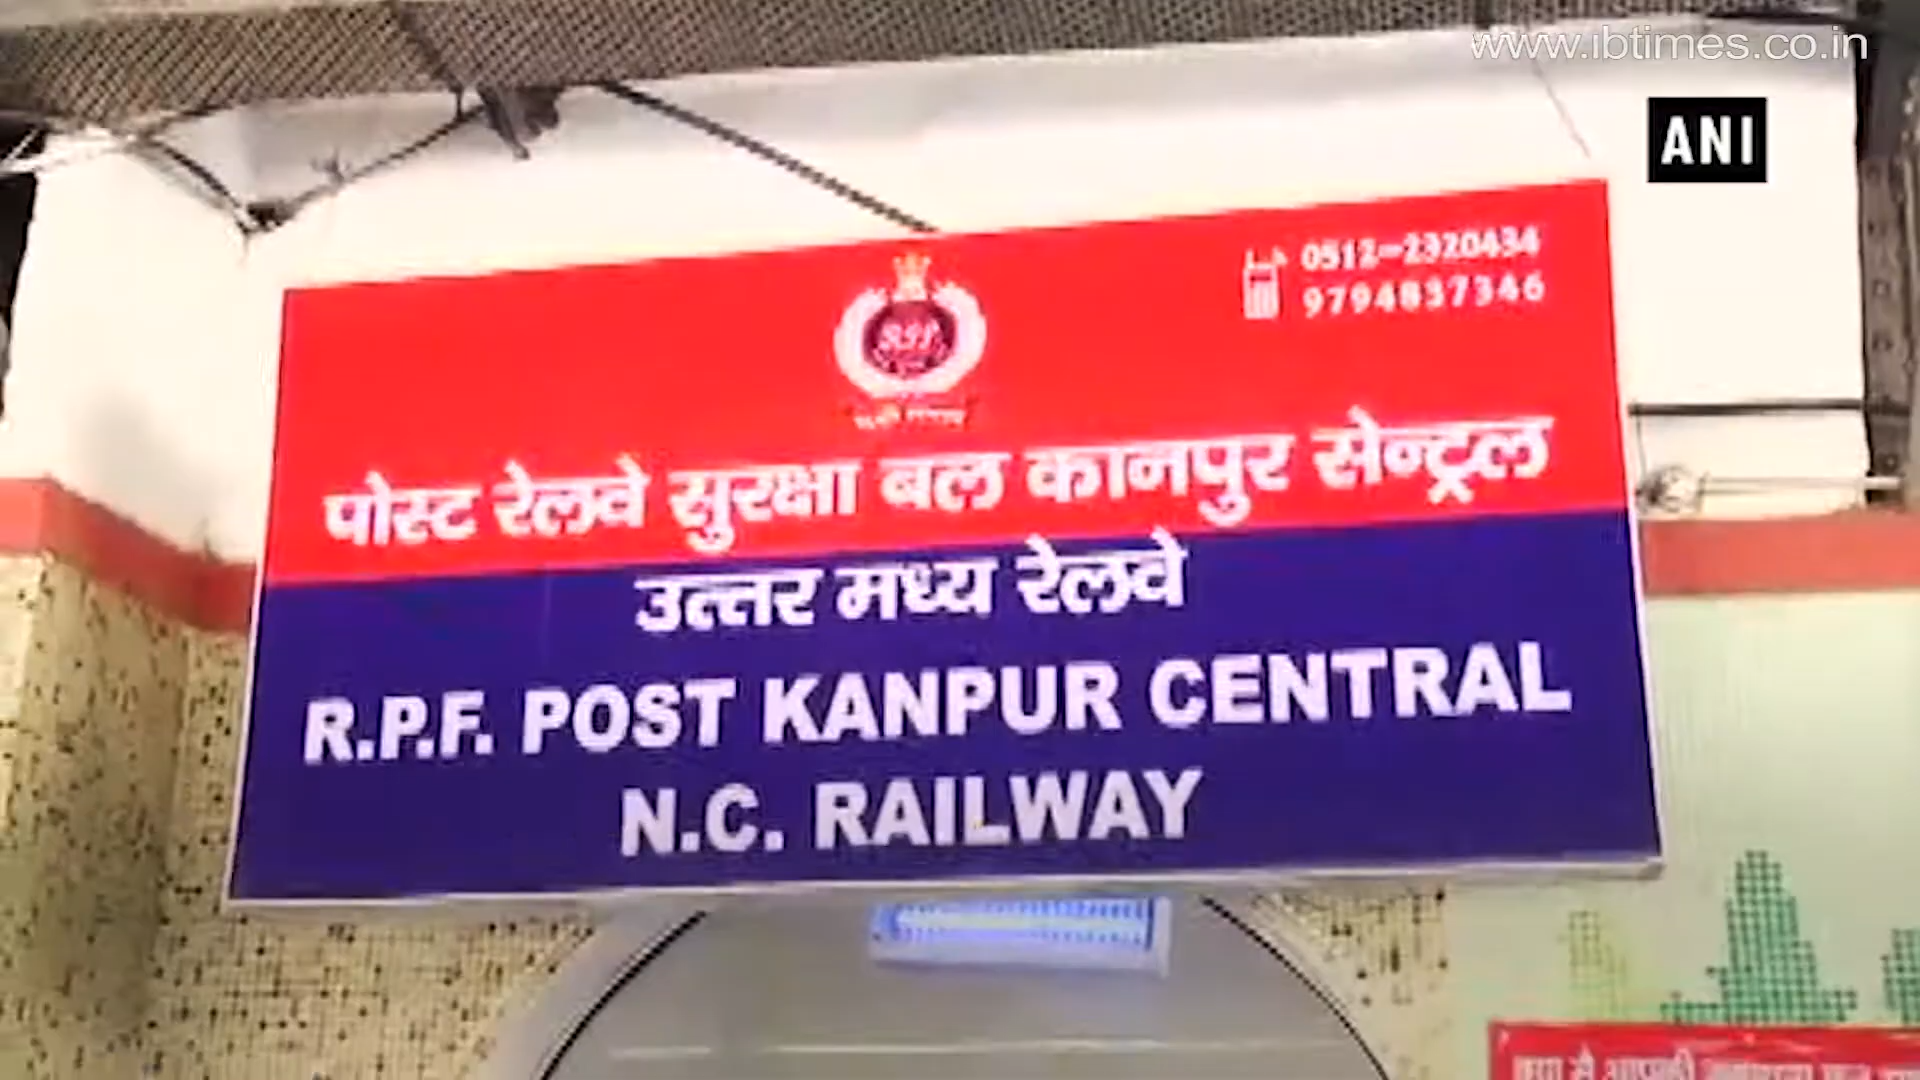 www.ibtimes.co.in
ANI
0512-2320434
9794837346
पोस्ट रेलवे सुरक्षा बल कानपुर सेन्ट्रल
उत्तर मध्य रेलवे
R.P.F. POST KANPUR CENTRAL
N.C. RAILWAY